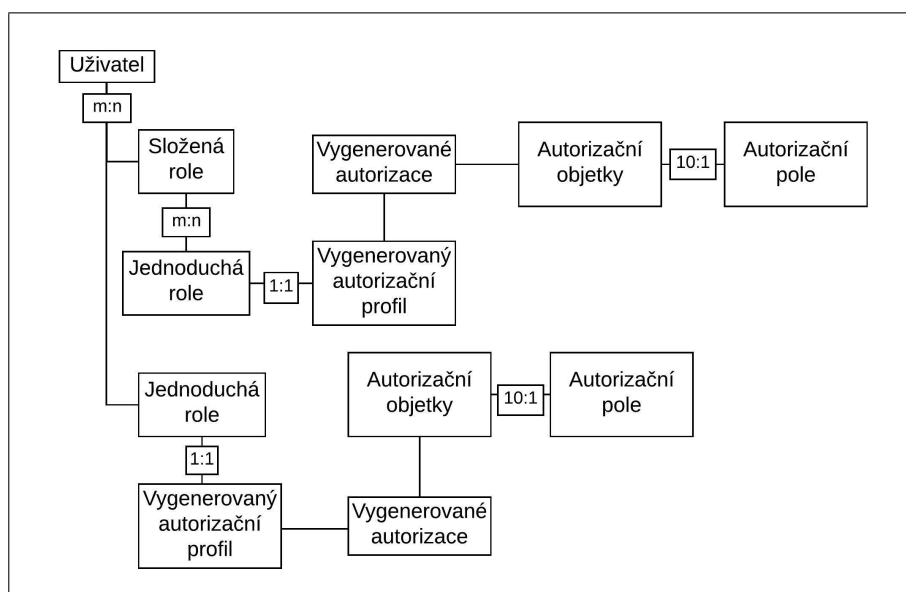 Uživatel
m:n
Složená
role
m:n
Jednoduchá
role
1:1
Vygenerovaný
autorizační
profil
Vygenerované
autorizace
Autorizační
objetky
10:1
Autorizační
pole
Jednoduchá
role
1:1
Vygenerovaný
autorizační
profil
Vygenerované
autorizace
Autorizační
objetky
10:1
Autorizační
pole